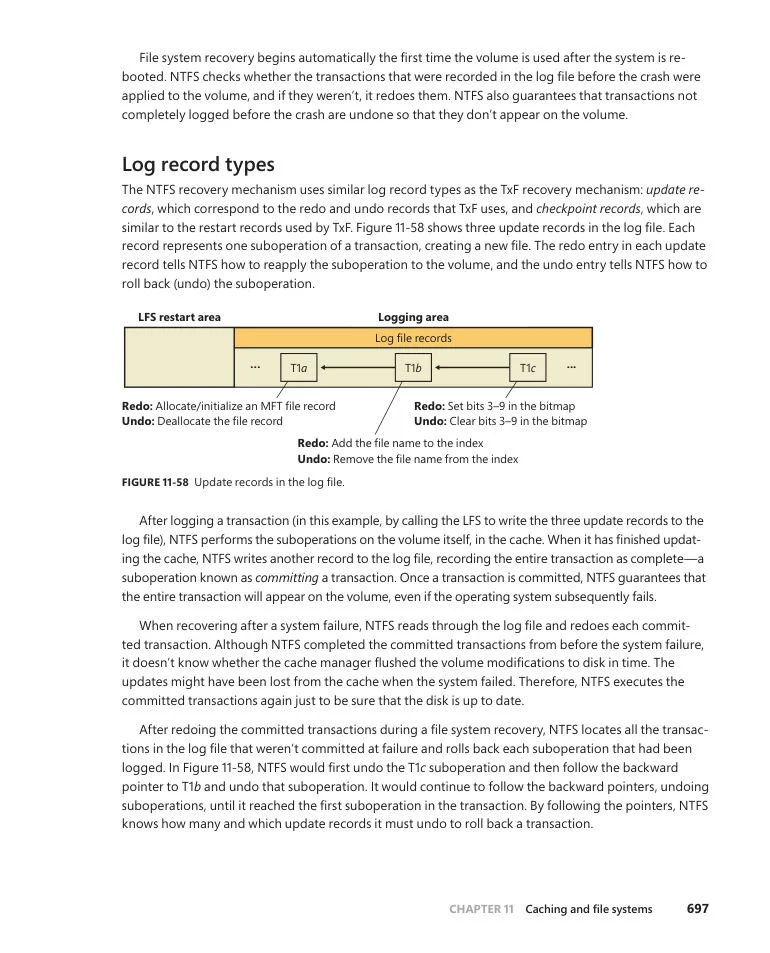 File system recovery begins automatically the first time the volume is used after the system is re-
booted. NTFS checks whether the transactions that were recorded in the log file before the crash were
applied to the volume, and if they weren't, it redoes them. NTFS also guarantees that transactions not
completely logged before the crash are undone so that they don't appear on the volume.
Log record types
The NTFS recovery mechanism uses similar log record types as the TxF recovery mechanism: update re-
cords, which correspond to the redo and undo records that TxF uses, and checkpoint records, which are
similar to the restart records used by TxF. Figure 11-58 shows three update records in the log file. Each
record represents one suboperation of a transaction, creating a new file. The redo entry in each update
record tells NTFS how to reapply the suboperation to the volume, and the undo entry tells NTFS how to
roll back (undo) the suboperation.
LFS restart area Logging area
Log file records
... T1a T1b T1c ...
Redo: Allocate/initialize an MFT file record
Undo: Deallocate the file record
Redo: Set bits 3–9 in the bitmap
Undo: Clear bits 3–9 in the bitmap
Redo: Add the file name to the index
Undo: Remove the file name from the index
FIGURE 11-58 Update records in the log file.
After logging a transaction (in this example, by calling the LFS to write the three update records to the
log file), NTFS performs the suboperations on the volume itself, in the cache. When it has finished updat-
ing the cache, NTFS writes another record to the log file, recording the entire transaction as complete—a
suboperation known as committing a transaction. Once a transaction is committed, NTFS guarantees that
the entire transaction will appear on the volume, even if the operating system subsequently fails.
When recovering after a system failure, NTFS reads through the log file and redoes each commit-
ted transaction. Although NTFS completed the committed transactions from before the system failure,
it doesn't know whether the cache manager flushed the volume modifications to disk in time. The
updates might have been lost from the cache when the system failed. Therefore, NTFS executes the
committed transactions again just to be sure that the disk is up to date.
After redoing the committed transactions during a file system recovery, NTFS locates all the transac-
tions in the log file that weren't committed at failure and rolls back each suboperation that had been
logged. In Figure 11-58, NTFS would first undo the T1c suboperation and then follow the backward
pointer to T1b and undo that suboperation. It would continue to follow the backward pointers, undoing
suboperations, until it reached the first suboperation in the transaction. By following the pointers, NTFS
knows how many and which update records it must undo to roll back a transaction.
CHAPTER 11 Caching and file systems 697